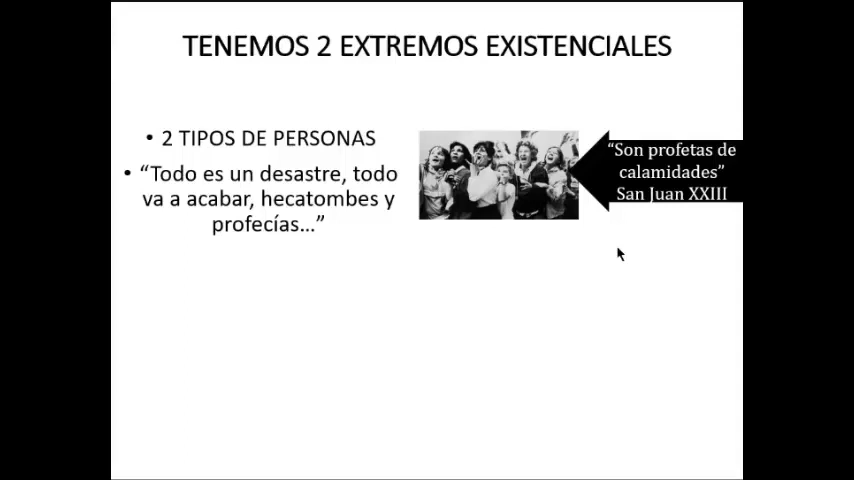 TENEMOS 2 EXTREMOS EXISTENCIALES
• 2 TIPOS DE PERSONAS
• “Todo es un desastre, todo
va a acabar, hecatombes y
profecías...”
“Son profetas de
calamidades”
San Juan XXIII